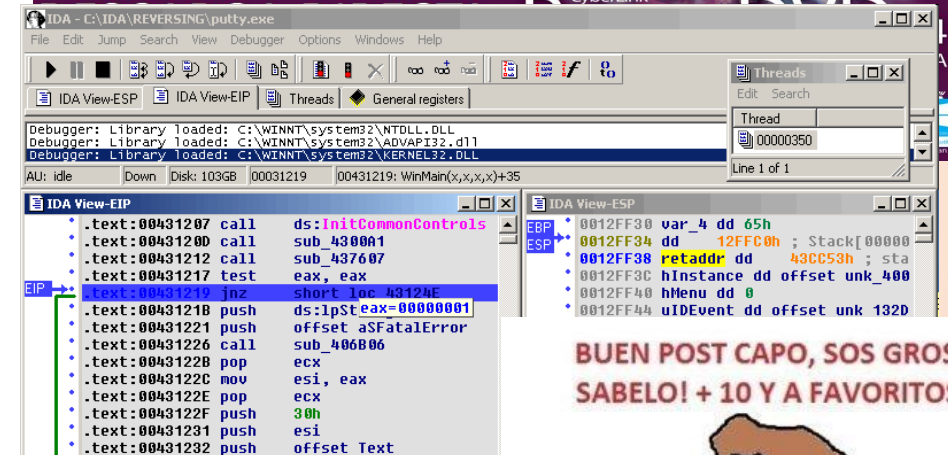 IDA - C:\IDA\REVERSING\putty.exe
File Edit Jump Search View Debugger Options Windows Help
IDA View-ESP IDA View-EIP Threads General registers
Debugger: Library loaded: C:\WINNT\system32\NTDLL.DLL
Debugger: Library loaded: C:\WINNT\system32\ADVAPI32.dll
Debugger: Library loaded: C:\WINNT\system32\KERNEL32.DLL
AU: idle Down Disk: 103GB 00031219 00431219: WinMain(x,x,x,x)+35
Threads
Edit Search
Thread
00000350
Line 1 of 1
IDA View-EIP
.text:00431207 call ds:InitCommonControls
.text:0043120D call sub_4300A1
.text:00431212 call sub_437607
.text:00431217 test eax, eax
EIP .text:00431219 jnz short loc_43124E
.text:0043121B push ds:lpSt
eax=00000001
.text:00431221 push offset aSFatalError
.text:00431226 call sub_406B06
.text:0043122B pop ecx
.text:0043122C mov esi, eax
.text:0043122E pop ecx
.text:0043122F push 30h
.text:00431231 push esi
.text:00431232 push offset Text
IDA View-ESP
EBP 0012FF30 var_4 dd 65h
ESP 0012FF34 dd 12FFC0h ; Stack[00000
0012FF38 retaddr dd 43CC53h ; sta
0012FF3C hInstance dd offset unk_400
0012FF40 hMenu dd 0
0012FF44 uIDEvent dd offset unk_132D
BUEN POST CAPO, SOS GROS
SABELO! + 10 Y A FAVORITOS